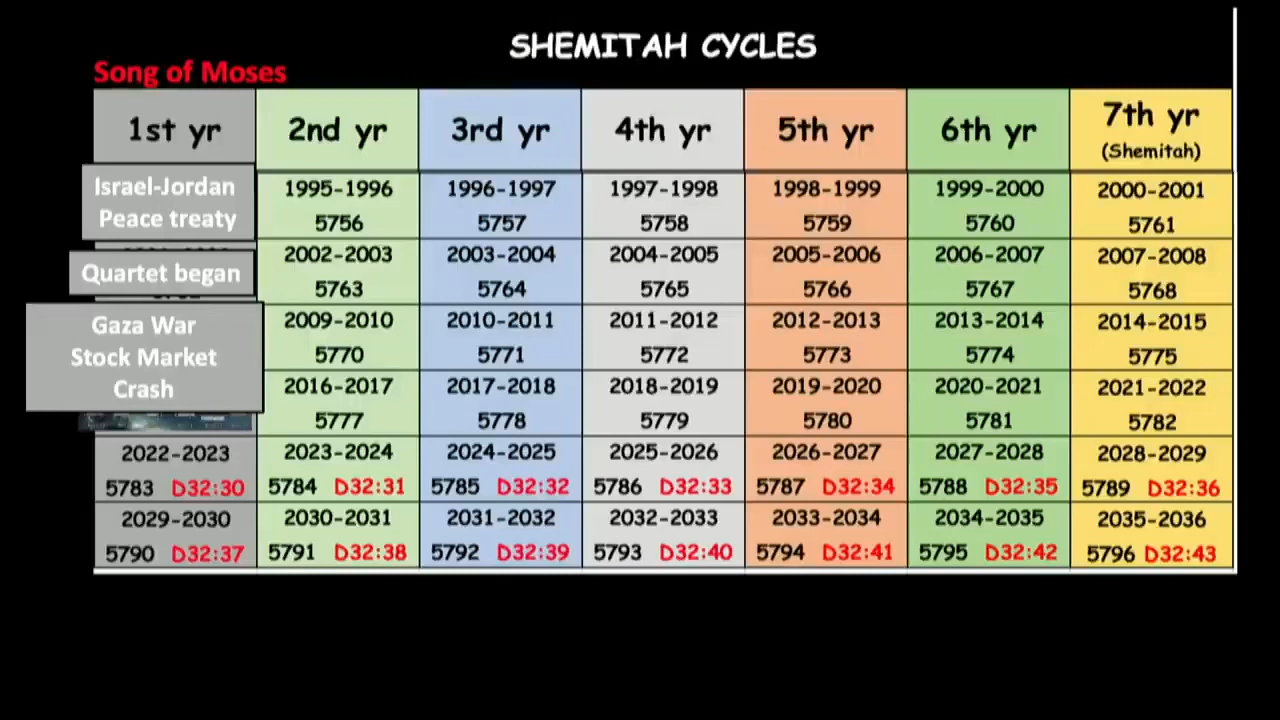 SHEMITAH CYCLES
Song of Moses
1st yr 2nd yr 3rd yr 4th yr 5th yr 6th yr 7th yr
(Shemitah)
Israel-Jordan 1995-1996 1996-1997 1997-1998 1998-1999 1999-2000 2000-2001
Peace treaty 5756 5757 5758 5759 5760 5761
2002-2003 2003-2004 2004-2005 2005-2006 2006-2007 2007-2008
Quartet began 5763 5764 5765 5766 5767 5768
Gaza War 2009-2010 2010-2011 2011-2012 2012-2013 2013-2014 2014-2015
Stock Market 5770 5771 5772 5773 5774 5775
Crash 2016-2017 2017-2018 2018-2019 2019-2020 2020-2021 2021-2022
5777 5778 5779 5780 5781 5782
2022-2023 2023-2024 2024-2025 2025-2026 2026-2027 2027-2028 2028-2029
5783 D32:30 5784 D32:31 5785 D32:32 5786 D32:33 5787 D32:34 5788 D32:35 5789 D32:36
2029-2030 2030-2031 2031-2032 2032-2033 2033-2034 2034-2035 2035-2036
5790 D32:37 5791 D32:38 5792 D32:39 5793 D32:40 5794 D32:41 5795 D32:42 5796 D32:43